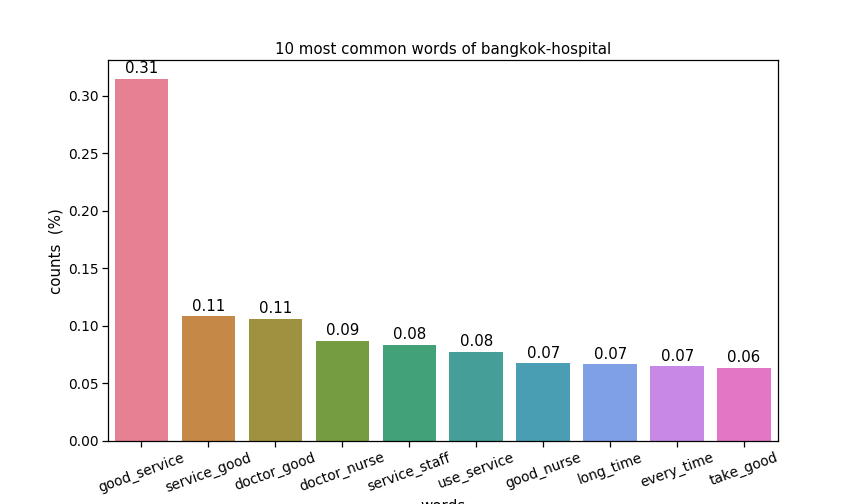 10 most common words of bangkok-hospital
counts (%)
0.30
0.25
0.20
0.15
0.10
0.05
0.00
0.31
0.11
0.11
0.09
0.08
0.08
0.07
0.07
0.07
0.06
good_service
service_good
doctor_good
doctor_nurse
service_staff
use_service
good_nurse
long_time
every_time
take_good
words